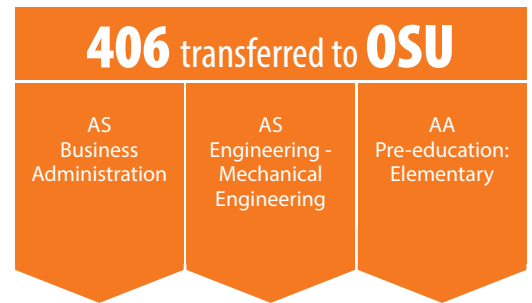 406 transferred to OSU
AS
Business
Administration
AS
Engineering -
Mechanical
Engineering
AA
Pre-education:
Elementary